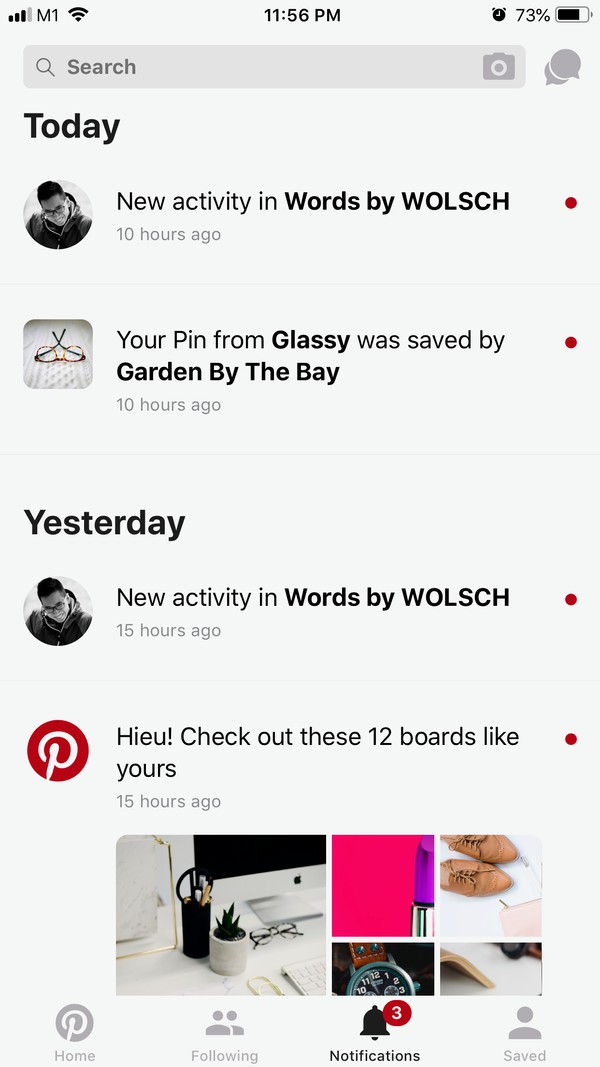 M1 11:56 PM 73%
Search
Today
New activity in Words by WOLSCH
10 hours ago
Your Pin from Glassy was saved by
Garden By The Bay
10 hours ago
Yesterday
New activity in Words by WOLSCH
15 hours ago
Hieu! Check out these 12 boards like
yours
15 hours ago
3
Home Following Notifications Saved